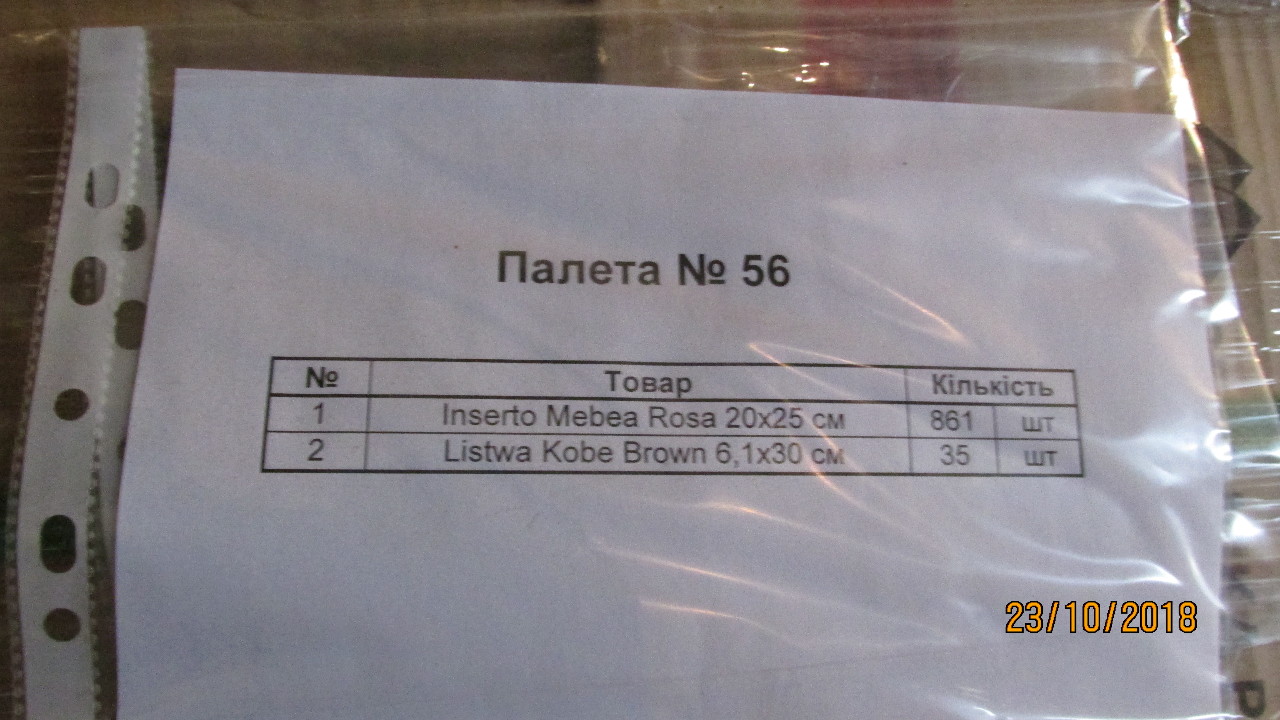 Палета № 56
№ Товар Кількість
1 Inserto Mebea Rosa 20x25 см 861 шт
2 Listwa Kobe Brown 6,1x30 см 35 шт
23/10/2018